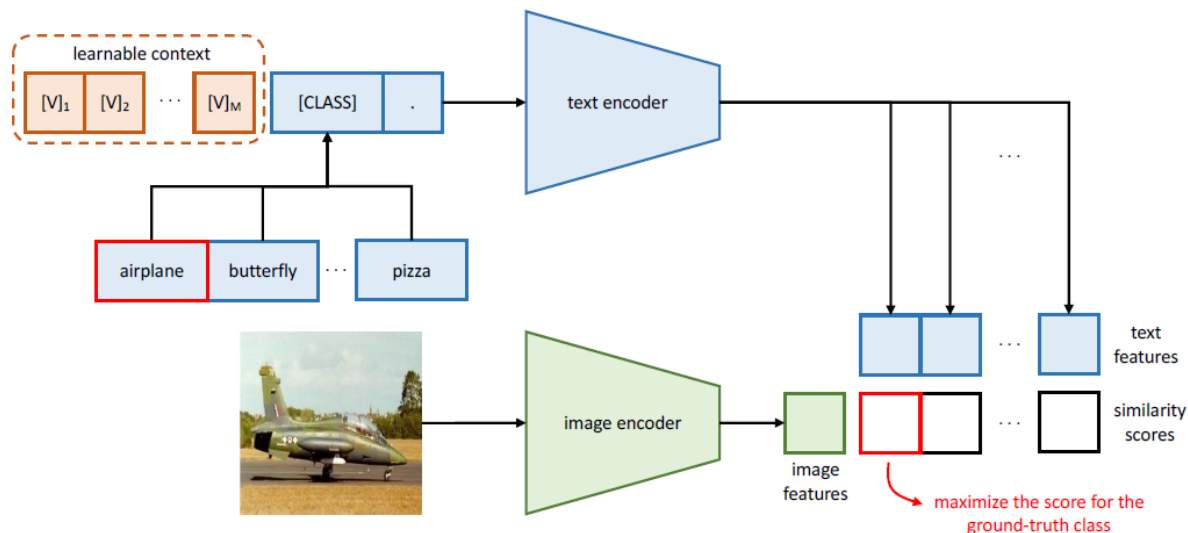 learnable context
[V]₁ [V]₂ ... [V]M [CLASS] .
text encoder
...
airplane butterfly ... pizza
... text
features
image encoder
... similarity
scores
image
features
maximize the score for the
ground-truth class